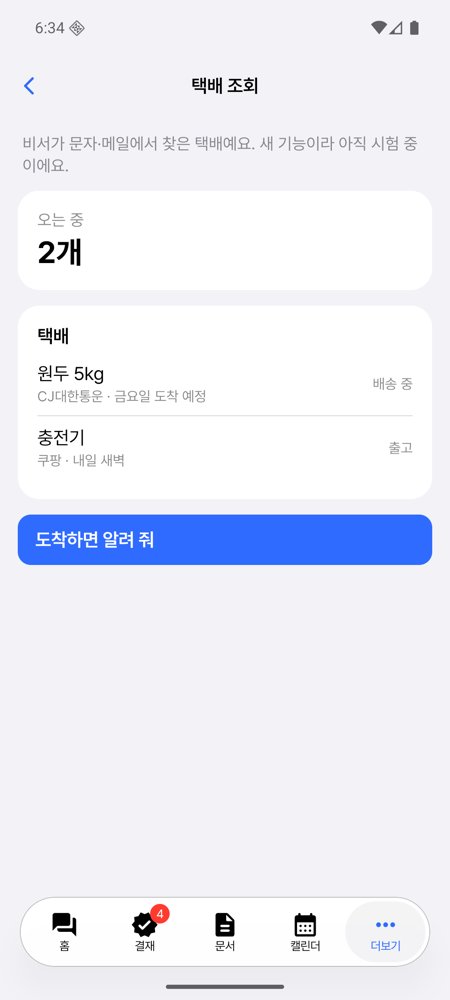 6:34
택배 조회
비서가 문자·메일에서 찾은 택배예요. 새 기능이라 아직 시험 중
이에요.
오는 중
2개
택배
원두 5kg
CJ대한통운 · 금요일 도착 예정
배송 중
충전기
쿠팡 · 내일 새벽
출고
도착하면 알려 줘
4
홈
결재
문서
캘린더
더보기